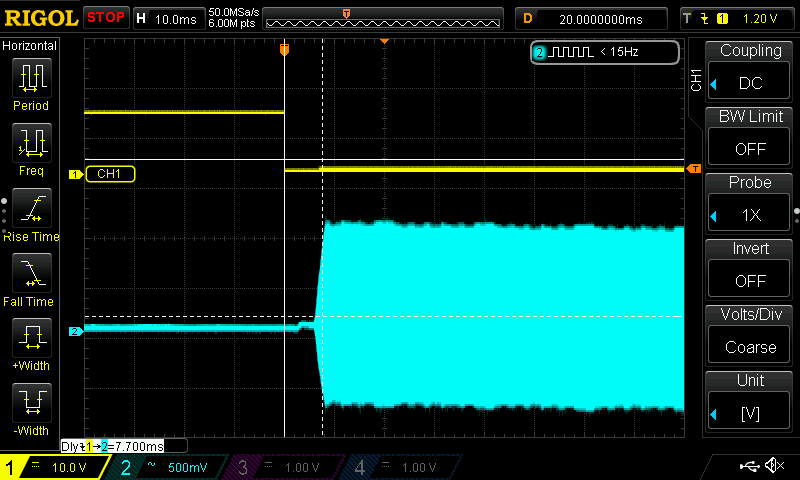 RIGOL STOP H 10.0ms 50.0MSa/s 6.00M pts T D 20.0000000ms T 1 1.20 V
Horizontal
Period
Freq
Rise Time
Fall Time
+Width
-Width
2 < 15Hz
T
1 CH1
T
2
Dly 1→2=7.700ms
CH1
Coupling
DC
BW Limit
OFF
Probe
1X
Invert
OFF
Volts/Div
Coarse
Unit
[V]
1 = 10.0 V 2 ~ 500mV 3 = 1.00 V 4 = 1.00 V